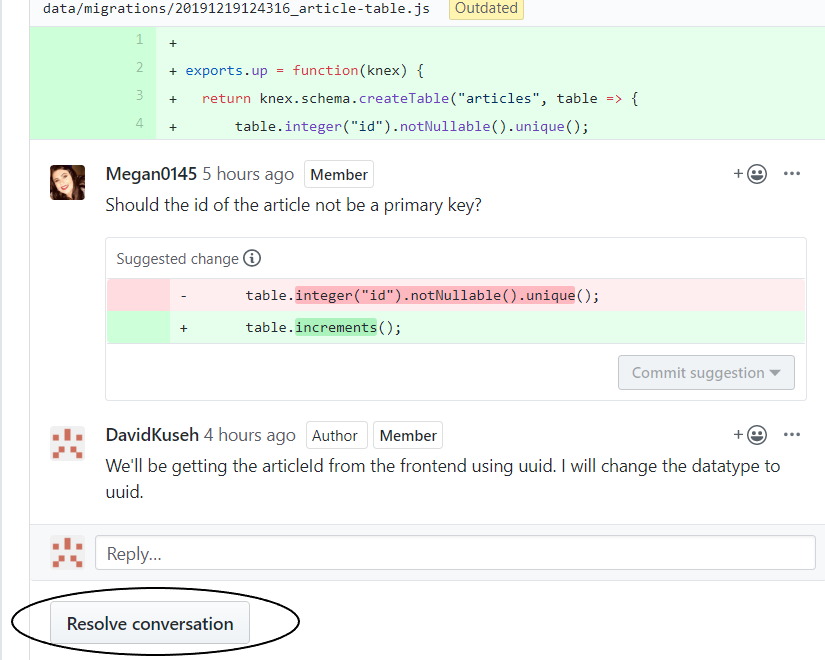 data/migrations/20191219124316_article-table.js Outdated
1 +
2 + exports.up = function(knex) {
3 + return knex.schema.createTable("articles", table => {
4 + table.integer("id").notNullable().unique();
Megan0145 5 hours ago Member
Should the id of the article not be a primary key?
Suggested change
- table.integer("id").notNullable().unique();
+ table.increments();
Commit suggestion
DavidKuseh 4 hours ago Author Member
We'll be getting the articleId from the frontend using uuid. I will change the datatype to
uuid.
Reply...
Resolve conversation